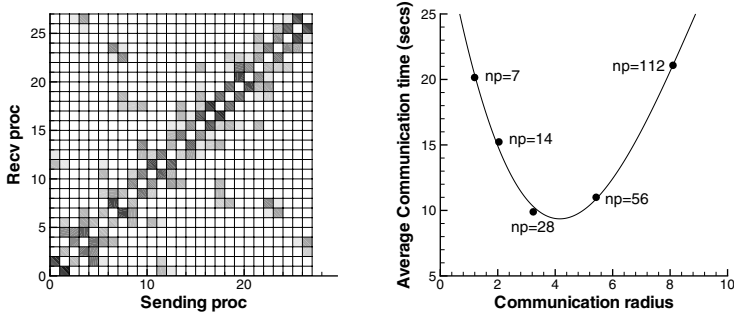 25
20
15
10
5
0
0
10
20
Recv proc
Sending proc
25
20
15
10
5
0
2
4
6
8
10
Average Communication time (secs)
Communication radius
np=7
np=14
np=28
np=56
np=112